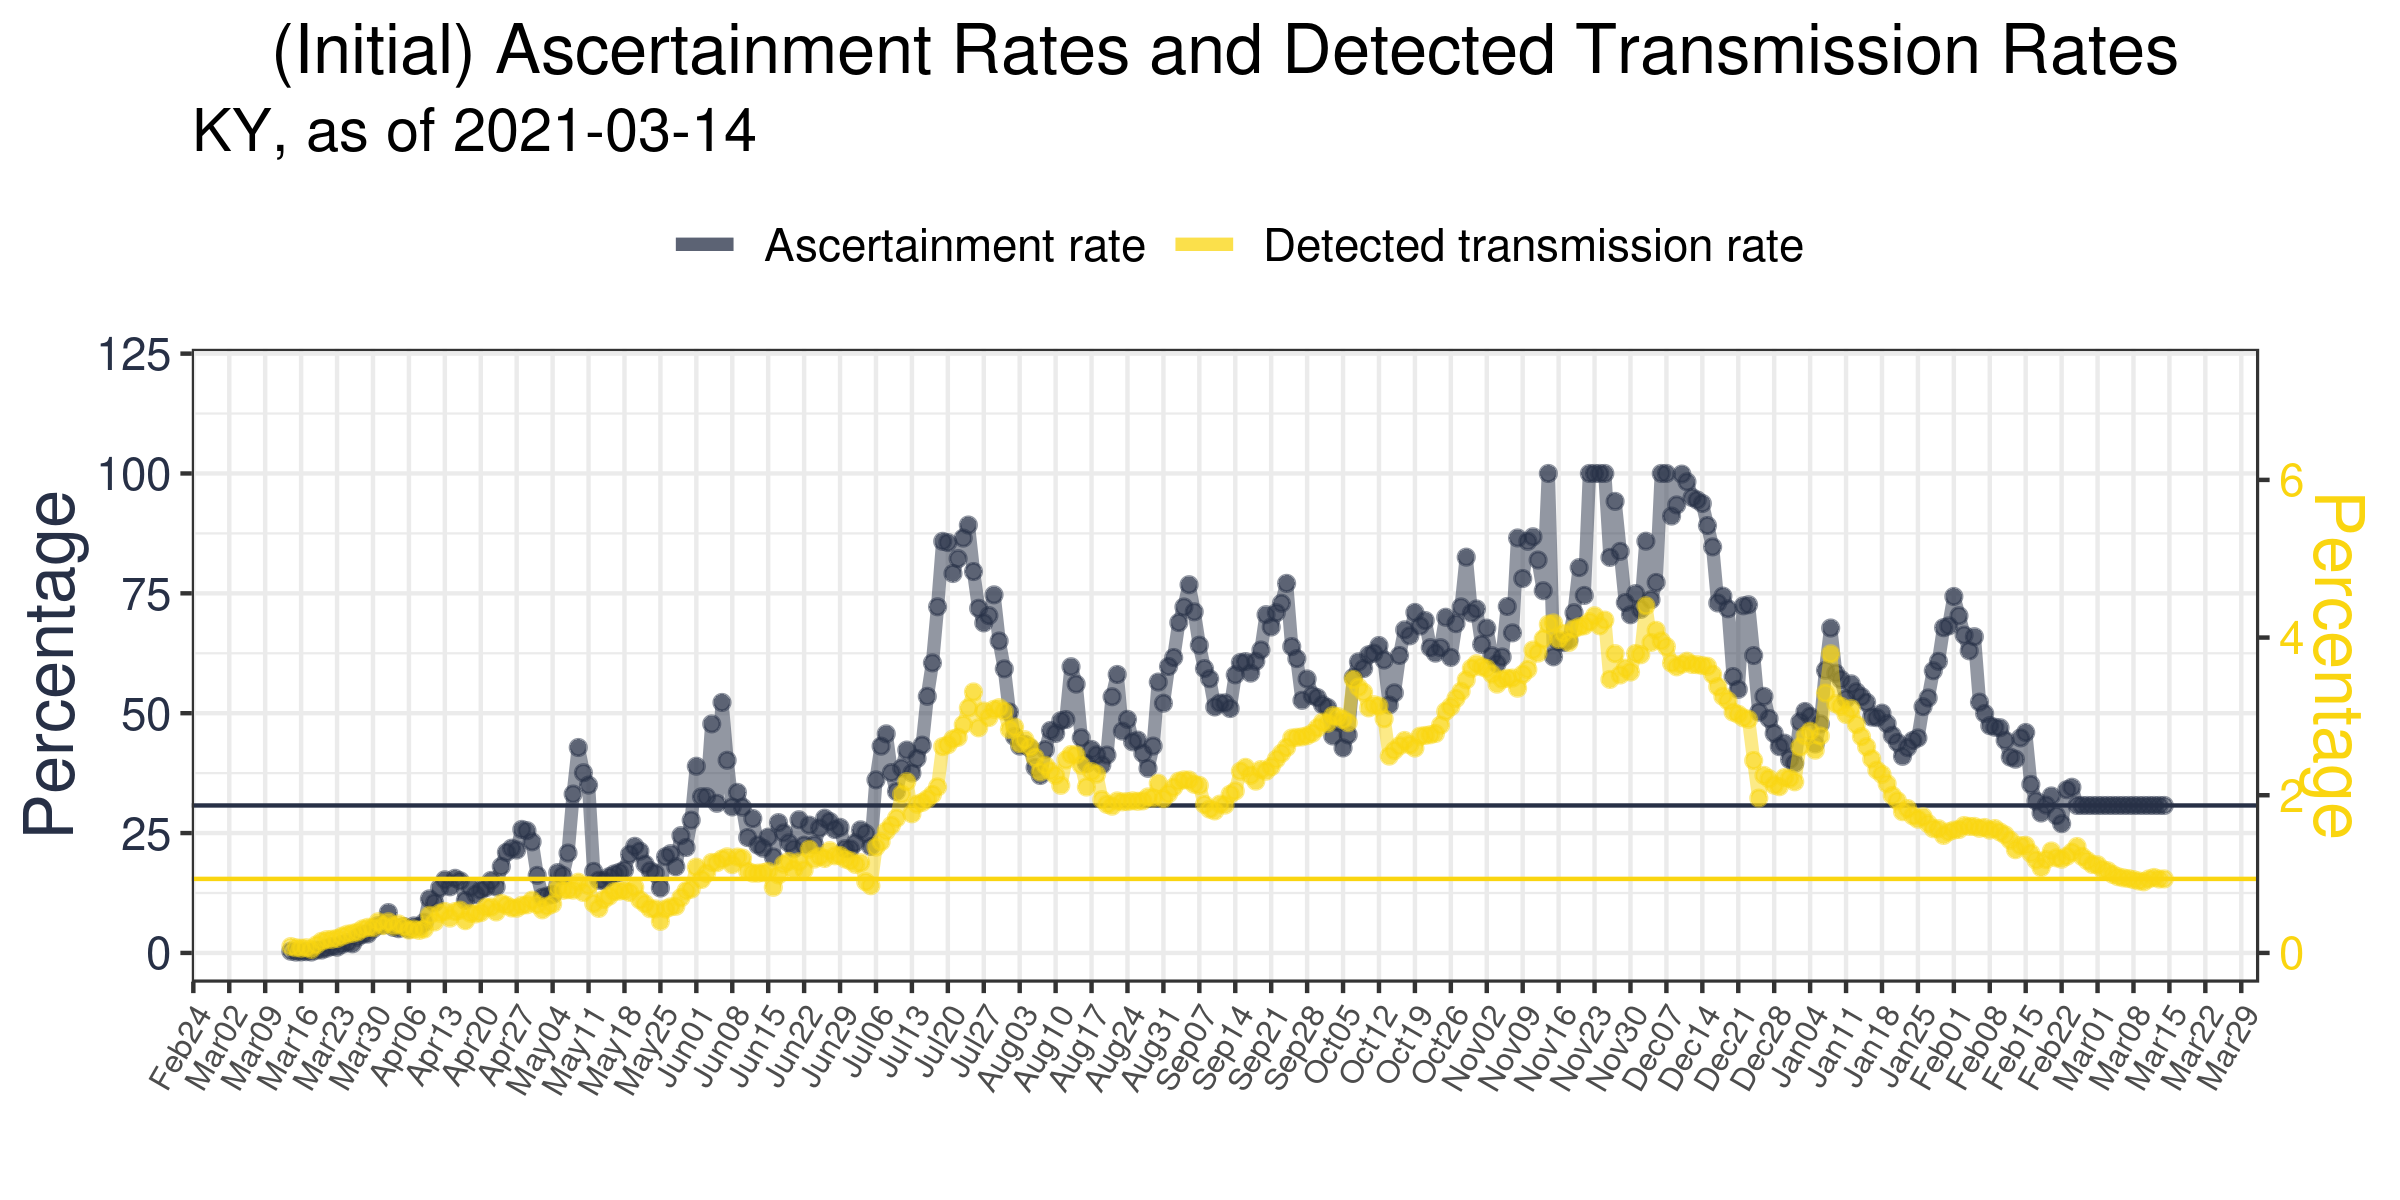 (Initial) Ascertainment Rates and Detected Transmission Rates
KY, as of 2021-03-14
Ascertainment rate
Detected transmission rate
Percentage
125
100
75
50
25
0
6
4
2
0
Percentage
Feb24
Mar02
Mar09
Mar16
Mar23
Mar30
Apr06
Apr13
Apr20
Apr27
May04
May11
May18
May25
Jun01
Jun08
Jun15
Jun22
Jun29
Jul06
Jul13
Jul20
Jul27
Aug03
Aug10
Aug17
Aug24
Aug31
Sep07
Sep14
Sep21
Sep28
Oct05
Oct12
Oct19
Oct26
Nov02
Nov09
Nov16
Nov23
Nov30
Dec07
Dec14
Dec21
Dec28
Jan04
Jan11
Jan18
Jan25
Feb01
Feb08
Feb15
Feb22
Mar01
Mar08
Mar15
Mar22
Mar29